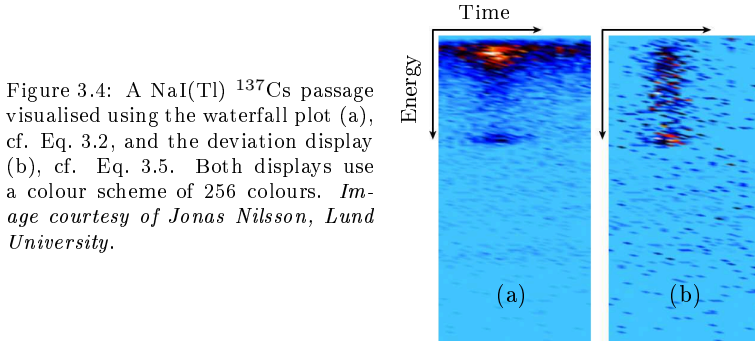 Figure 3.4: A NaI(Tl) ¹³⁷Cs passage
visualised using the waterfall plot (a),
cf. Eq. 3.2, and the deviation display
(b), cf. Eq. 3.5. Both displays use
a colour scheme of 256 colours. Im-
age courtesy of Jonas Nilsson, Lund
University.
Time
Energy
(a)
(b)